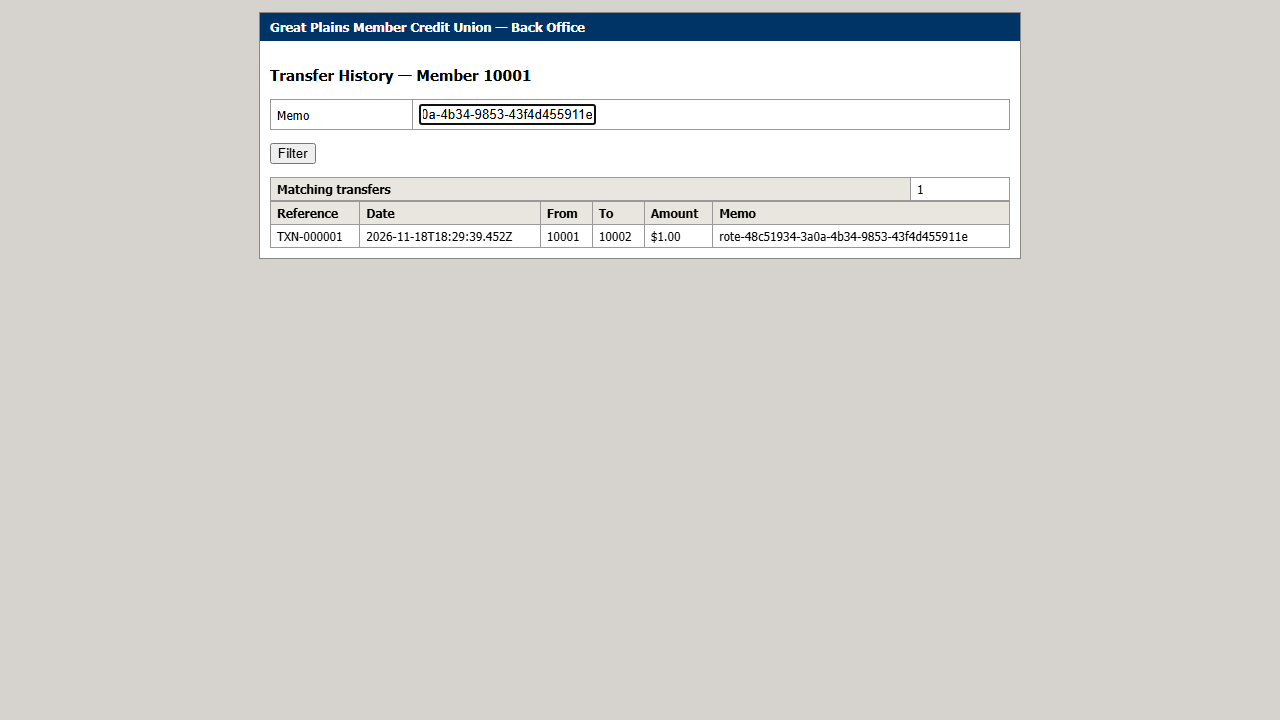 Great Plains Member Credit Union — Back Office
Transfer History — Member 10001
Memo 0a-4b34-9853-43f4d455911e
Filter
Matching transfers 1
Reference Date From To Amount Memo
TXN-000001 2026-11-18T18:29:39.452Z 10001 10002 $1.00 rote-48c51934-3a0a-4b34-9853-43f4d455911e